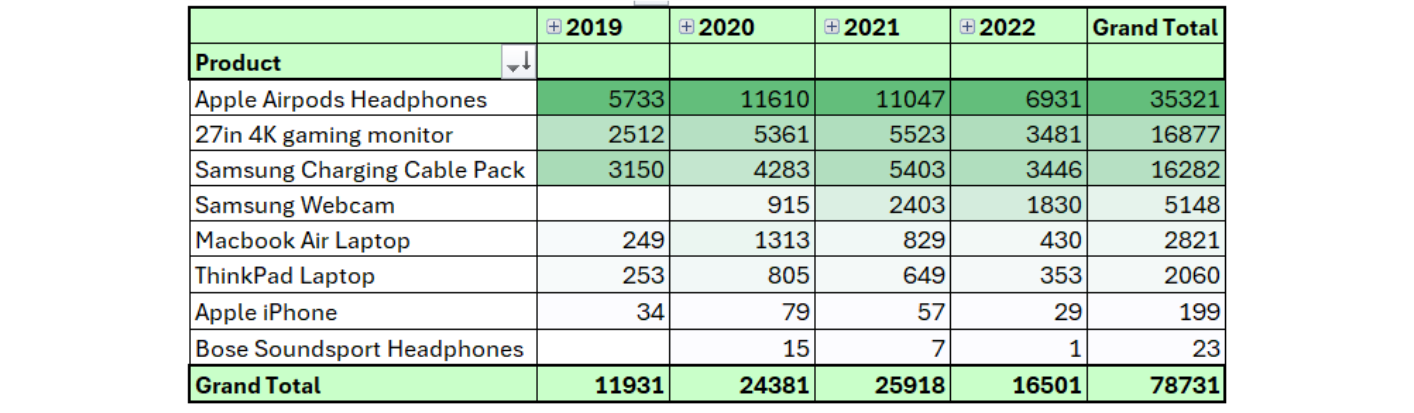 2019 2020 2021 2022 Grand Total
Product
Apple Airpods Headphones 5733 11610 11047 6931 35321
27in 4K gaming monitor 2512 5361 5523 3481 16877
Samsung Charging Cable Pack 3150 4283 5403 3446 16282
Samsung Webcam 915 2403 1830 5148
Macbook Air Laptop 249 1313 829 430 2821
ThinkPad Laptop 253 805 649 353 2060
Apple iPhone 34 79 57 29 199
Bose Soundsport Headphones 15 7 1 23
Grand Total 11931 24381 25918 16501 78731